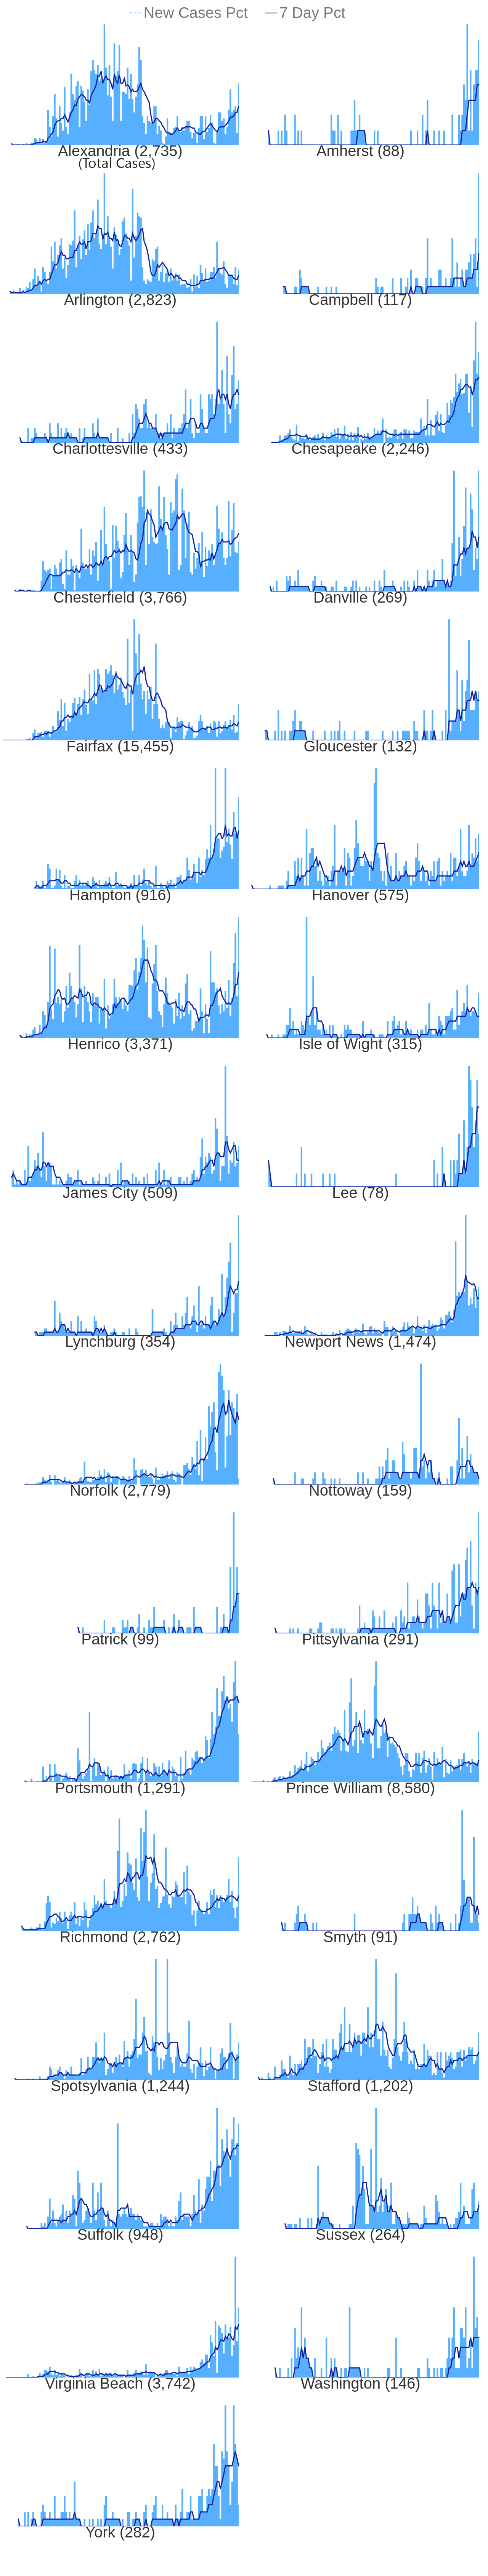 New Cases Pct 7 Day Pct
Alexandria (2,735) Amherst (88)
(Total Cases)
Arlington (2,823) Campbell (117)
Charlottesville (433) Chesapeake (2,246)
Chesterfield (3,766) Danville (269)
Fairfax (15,455) Gloucester (132)
Hampton (916) Hanover (575)
Henrico (3,371) Isle of Wight (315)
James City (509) Lee (78)
Lynchburg (354) Newport News (1,474)
Norfolk (2,779) Nottoway (159)
Patrick (99) Pittsylvania (291)
Portsmouth (1,291) Prince William (8,580)
Richmond (2,762) Smyth (91)
Spotsylvania (1,244) Stafford (1,202)
Suffolk (948) Sussex (264)
Virginia Beach (3,742) Washington (146)
York (282)